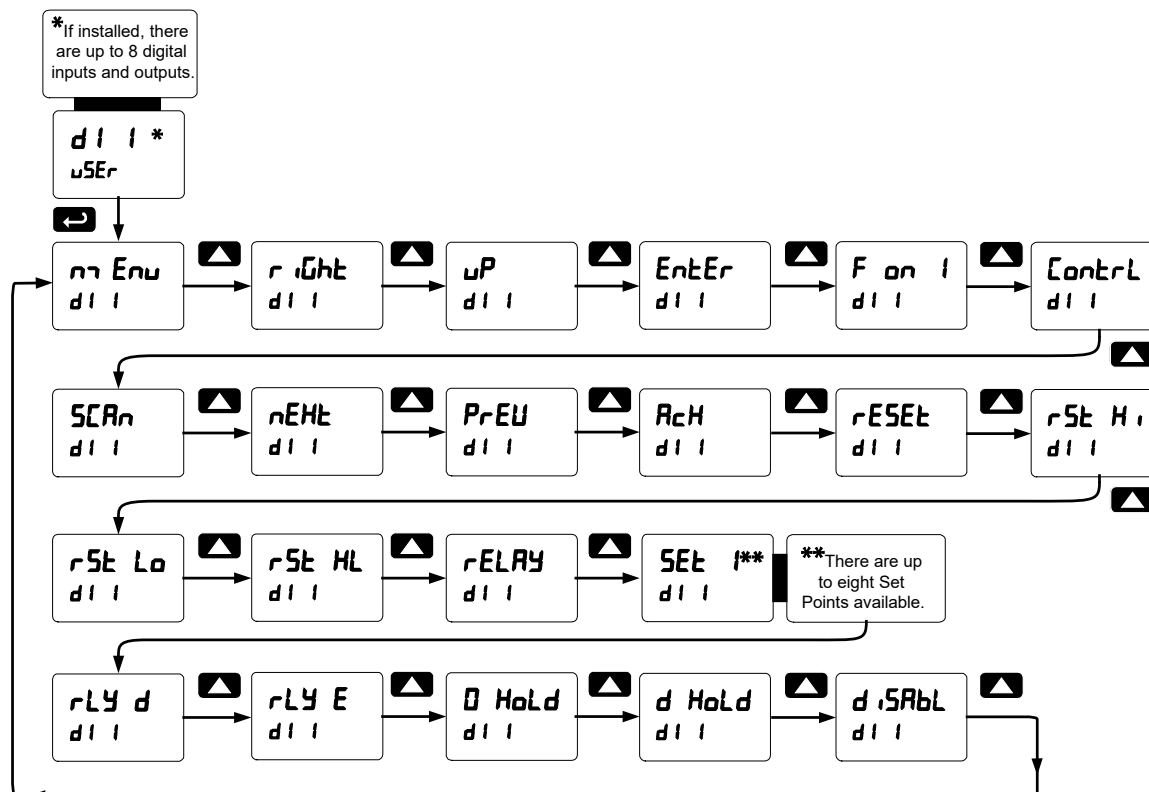 *If installed, there
are up to 8 digital
inputs and outputs.
dI 1 *
uSEr
mEnu
dI 1
riGht
dI 1
uP
dI 1
EntEr
dI 1
F on 1
dI 1
ContrL
dI 1
SCAn
dI 1
nEHt
dI 1
PrEU
dI 1
AcH
dI 1
rESEt
dI 1
rSt Hi
dI 1
rSt Lo
dI 1
rSt HL
dI 1
rELAY
dI 1
SEt 1**
dI 1
**There are up
to eight Set
Points available.
rLY d
dI 1
rLY E
dI 1
O HoLd
dI 1
d HoLd
dI 1
diSAbL
dI 1